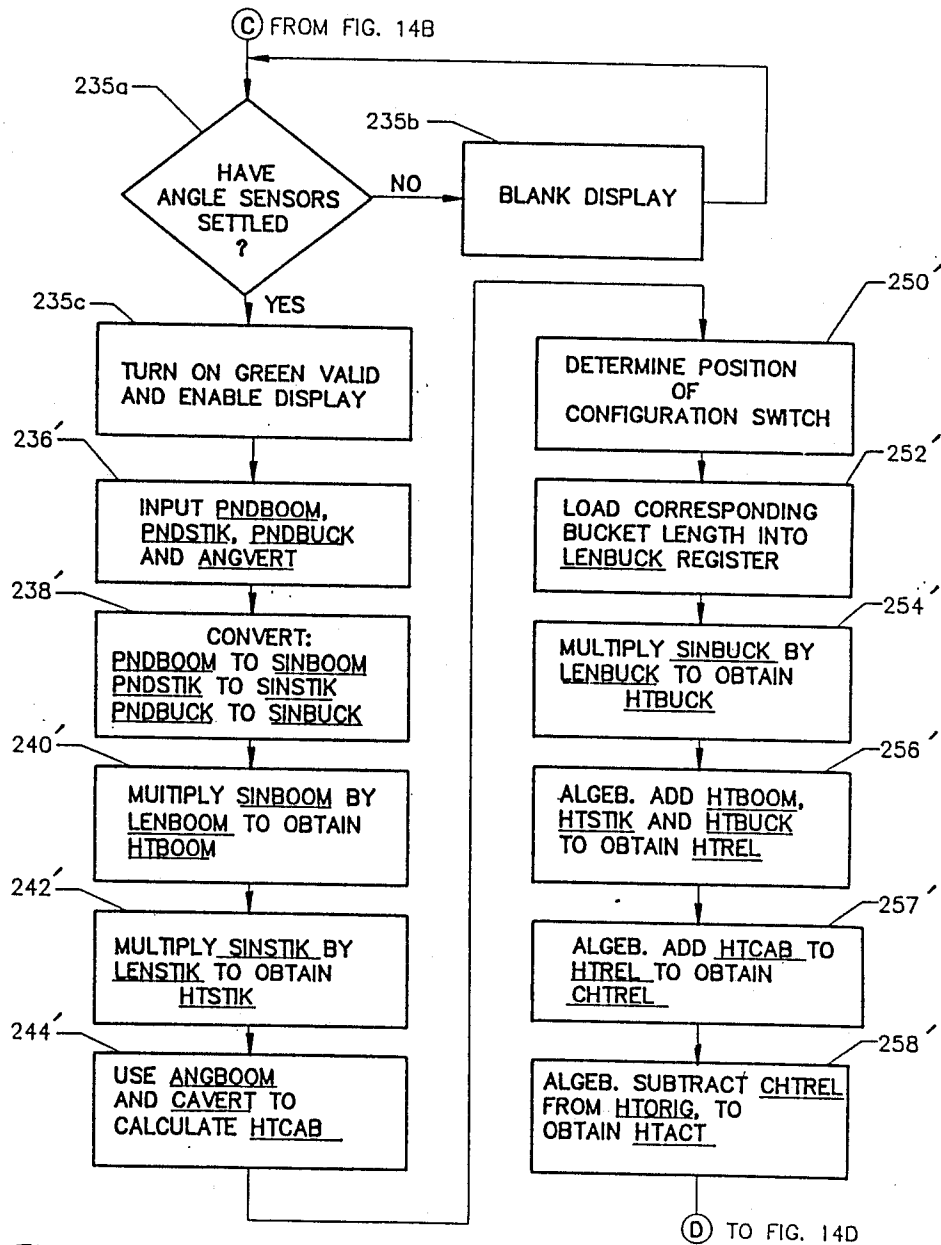 C FROM FIG. 14B
235a
HAVE
ANGLE SENSORS
SETTLED
?
NO
235b
BLANK DISPLAY
YES
235c
TURN ON GREEN VALID
AND ENABLE DISPLAY
236'
INPUT PNDBOOM,
PNDSTIK, PNDBUCK
AND ANGVERT
238'
CONVERT:
PNDBOOM TO SINBOOM
PNDSTIK TO SINSTIK
PNDBUCK TO SINBUCK
240'
MUITIPLY SINBOOM BY
LENBOOM TO OBTAIN
HTBOOM
242'
MULTIPLY SINSTIK BY
LENSTIK TO OBTAIN
HTSTIK
244'
USE ANGBOOM
AND CAVERT TO
CALCULATE HTCAB
250'
DETERMINE POSITION
OF
CONFIGURATION SWITCH
252'
LOAD CORRESPONDING
BUCKET LENGTH INTO
LENBUCK REGISTER
254'
MULTIPLY SINBUCK BY
LENBUCK TO OBTAIN
HTBUCK
256'
ALGEB. ADD HTBOOM,
HTSTIK AND HTBUCK
TO OBTAIN HTREL
257'
ALGEB. ADD HTCAB TO
HTREL TO OBTAIN
CHTREL
258'
ALGEB. SUBTRACT CHTREL
FROM HTORIG, TO
OBTAIN HTACT
D TO FIG. 14D